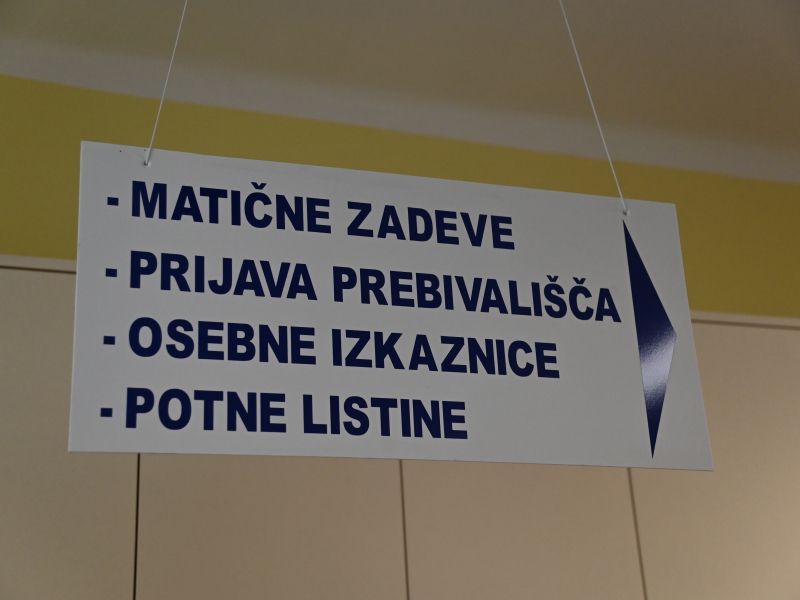 - MATIČNE ZADEVE
- PRIJAVA PREBIVALIŠČA
- OSEBNE IZKAZNICE
- POTNE LISTINE